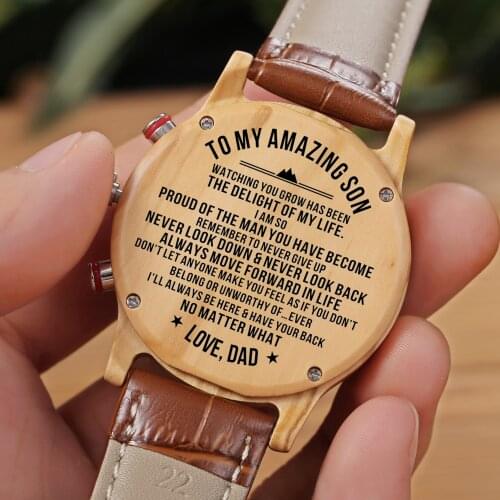 TO MY AMAZING SON
WATCHING YOU GROW HAS BEEN
THE DELIGHT OF MY LIFE.
I AM SO
PROUD OF THE MAN YOU HAVE BECOME
REMEMBER TO NEVER GIVE UP
NEVER LOOK DOWN & NEVER LOOK BACK
ALWAYS MOVE FORWARD IN LIFE
DON'T LET ANYONE MAKE YOU FEEL AS IF YOU DON'T
BELONG OR UNWORTHY OF...EVER
I'LL ALWAYS BE HERE & HAVE YOUR BACK
NO MATTER WHAT
LOVE, DAD
22